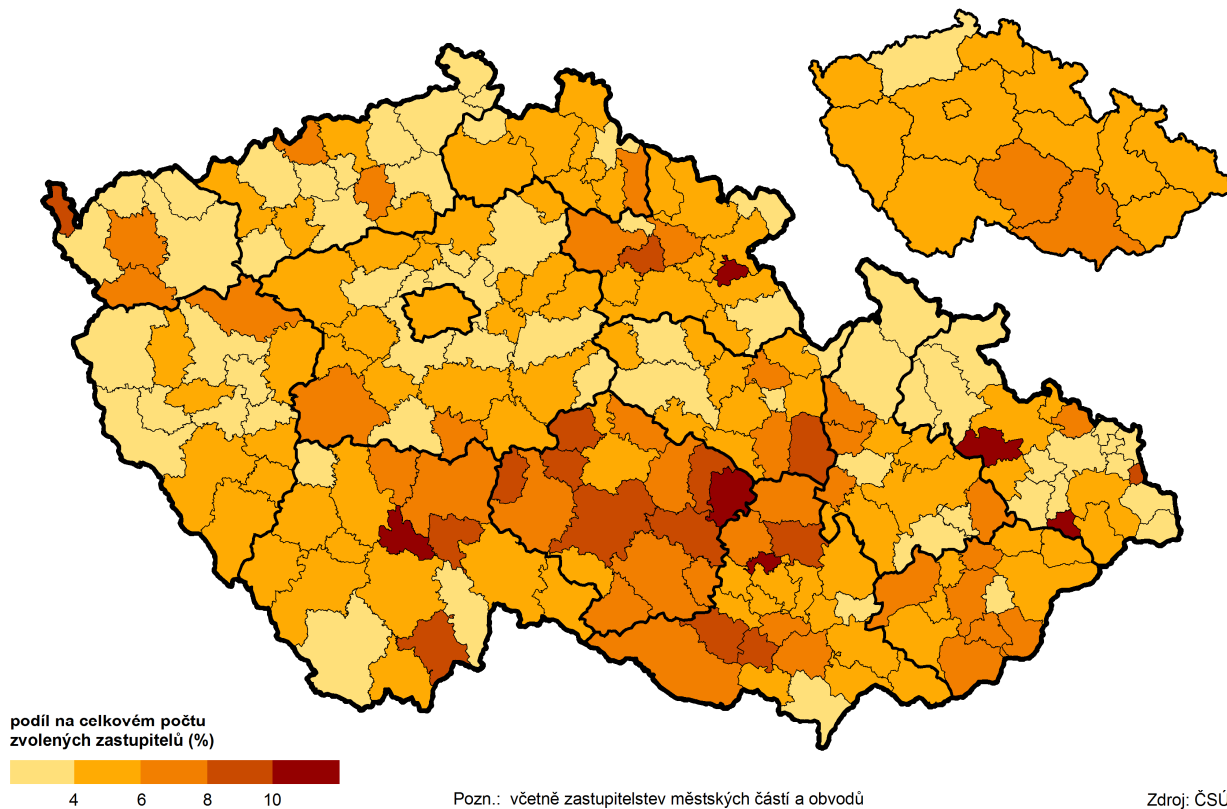 podíl na celkovém počtu
zvolených zastupitelů (%)
4 6 8 10
Pozn.: včetně zastupitelstev městských částí a obvodů
Zdroj: ČSÚ